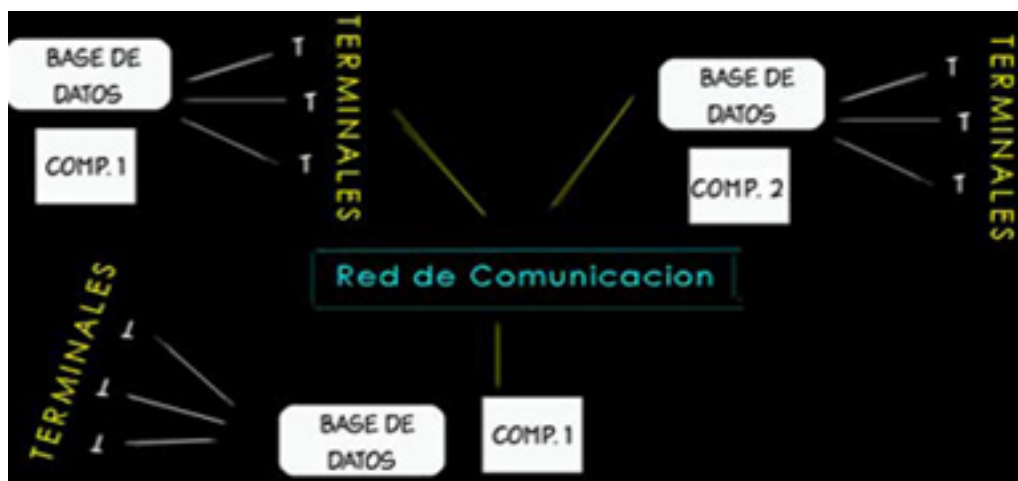 BASE DE
DATOS
COMP. 1
T
T
T
TERMINALES
BASE DE
DATOS
COMP. 2
T
T
T
TERMINALES
Red de Comunicacion
TERMINALES
T
T
T
BASE DE
DATOS
COMP. 1